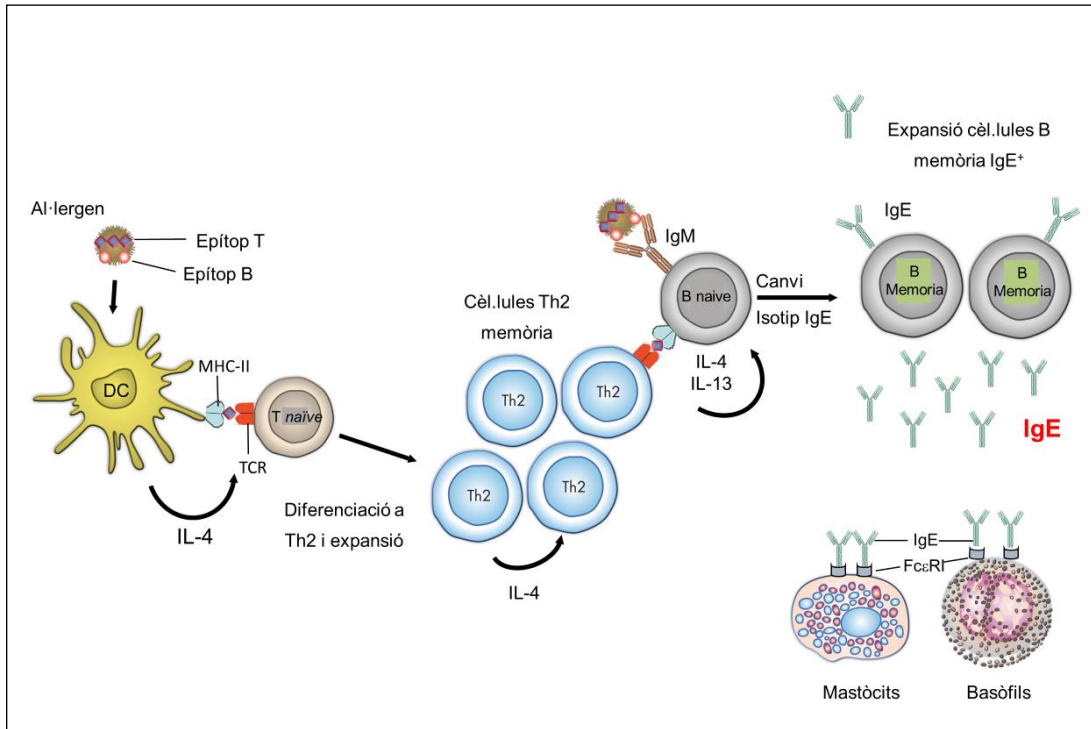 Al·lergen
Epítop T
Epítop B
DC
MHC-II
T naïve
TCR
IL-4
Diferenciació a
Th2 i expansió
Cèl.lules Th2
memòria
Th2
Th2
Th2
Th2
IL-4
IgM
B naive
IL-4
IL-13
Canvi
Isotip IgE
Expansió cèl.lules B
memòria IgE⁺
IgE
B
Memoria
B
Memoria
IgE
IgE
FcεRI
Mastòcits
Basòfils